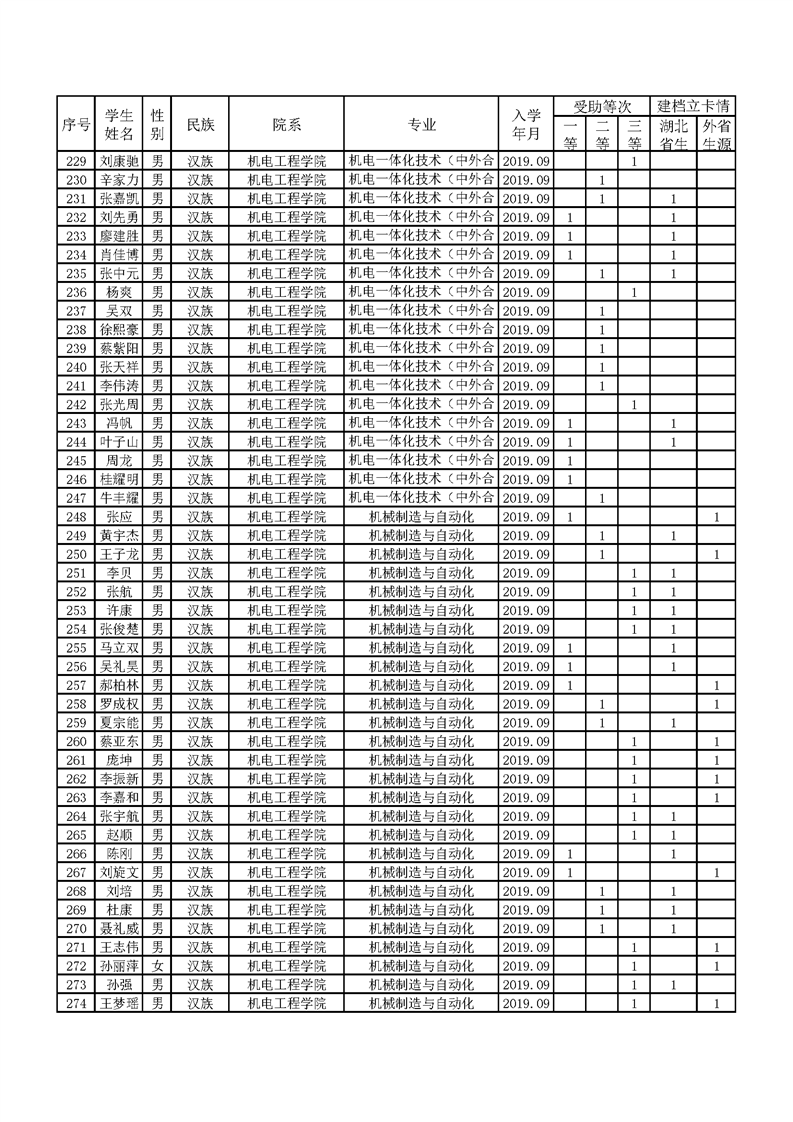 序号 学生姓名 性别 民族 院系 专业 入学年月 受助等次 建档立卡情
一等 二等 三等 湖北省生 外省生源
229 刘康驰 男 汉族 机电工程学院 机电一体化技术（中外合 2019.09 1
230 辛家力 男 汉族 机电工程学院 机电一体化技术（中外合 2019.09 1
231 张嘉凯 男 汉族 机电工程学院 机电一体化技术（中外合 2019.09 1 1
232 刘先勇 男 汉族 机电工程学院 机电一体化技术（中外合 2019.09 1 1
233 廖建胜 男 汉族 机电工程学院 机电一体化技术（中外合 2019.09 1 1
234 肖佳博 男 汉族 机电工程学院 机电一体化技术（中外合 2019.09 1 1
235 张中元 男 汉族 机电工程学院 机电一体化技术（中外合 2019.09 1 1
236 杨爽 男 汉族 机电工程学院 机电一体化技术（中外合 2019.09 1
237 吴双 男 汉族 机电工程学院 机电一体化技术（中外合 2019.09 1
238 徐熙豪 男 汉族 机电工程学院 机电一体化技术（中外合 2019.09 1
239 蔡紫阳 男 汉族 机电工程学院 机电一体化技术（中外合 2019.09 1
240 张天祥 男 汉族 机电工程学院 机电一体化技术（中外合 2019.09 1
241 李伟涛 男 汉族 机电工程学院 机电一体化技术（中外合 2019.09 1
242 张光周 男 汉族 机电工程学院 机电一体化技术（中外合 2019.09 1
243 冯帆 男 汉族 机电工程学院 机电一体化技术（中外合 2019.09 1 1
244 叶子山 男 汉族 机电工程学院 机电一体化技术（中外合 2019.09 1 1
245 周龙 男 汉族 机电工程学院 机电一体化技术（中外合 2019.09 1
246 桂耀明 男 汉族 机电工程学院 机电一体化技术（中外合 2019.09 1
247 牛丰耀 男 汉族 机电工程学院 机电一体化技术（中外合 2019.09 1
248 张应 男 汉族 机电工程学院 机械制造与自动化 2019.09 1 1
249 黄宇杰 男 汉族 机电工程学院 机械制造与自动化 2019.09 1 1
250 王子龙 男 汉族 机电工程学院 机械制造与自动化 2019.09 1 1
251 李贝 男 汉族 机电工程学院 机械制造与自动化 2019.09 1 1
252 张航 男 汉族 机电工程学院 机械制造与自动化 2019.09 1 1
253 许康 男 汉族 机电工程学院 机械制造与自动化 2019.09 1 1
254 张俊楚 男 汉族 机电工程学院 机械制造与自动化 2019.09 1 1
255 马立双 男 汉族 机电工程学院 机械制造与自动化 2019.09 1 1
256 吴礼昊 男 汉族 机电工程学院 机械制造与自动化 2019.09 1 1
257 郝柏林 男 汉族 机电工程学院 机械制造与自动化 2019.09 1 1
258 罗成权 男 汉族 机电工程学院 机械制造与自动化 2019.09 1 1
259 夏宗能 男 汉族 机电工程学院 机械制造与自动化 2019.09 1 1
260 蔡亚东 男 汉族 机电工程学院 机械制造与自动化 2019.09 1 1
261 庞坤 男 汉族 机电工程学院 机械制造与自动化 2019.09 1 1
262 李振新 男 汉族 机电工程学院 机械制造与自动化 2019.09 1 1
263 李嘉和 男 汉族 机电工程学院 机械制造与自动化 2019.09 1 1
264 张宇航 男 汉族 机电工程学院 机械制造与自动化 2019.09 1 1
265 赵顺 男 汉族 机电工程学院 机械制造与自动化 2019.09 1 1
266 陈刚 男 汉族 机电工程学院 机械制造与自动化 2019.09 1 1
267 刘旋文 男 汉族 机电工程学院 机械制造与自动化 2019.09 1 1
268 刘培 男 汉族 机电工程学院 机械制造与自动化 2019.09 1 1
269 杜康 男 汉族 机电工程学院 机械制造与自动化 2019.09 1 1
270 聂礼威 男 汉族 机电工程学院 机械制造与自动化 2019.09 1 1
271 王志伟 男 汉族 机电工程学院 机械制造与自动化 2019.09 1 1
272 孙丽萍 女 汉族 机电工程学院 机械制造与自动化 2019.09 1 1
273 孙强 男 汉族 机电工程学院 机械制造与自动化 2019.09 1 1
274 王梦瑶 男 汉族 机电工程学院 机械制造与自动化 2019.09 1 1